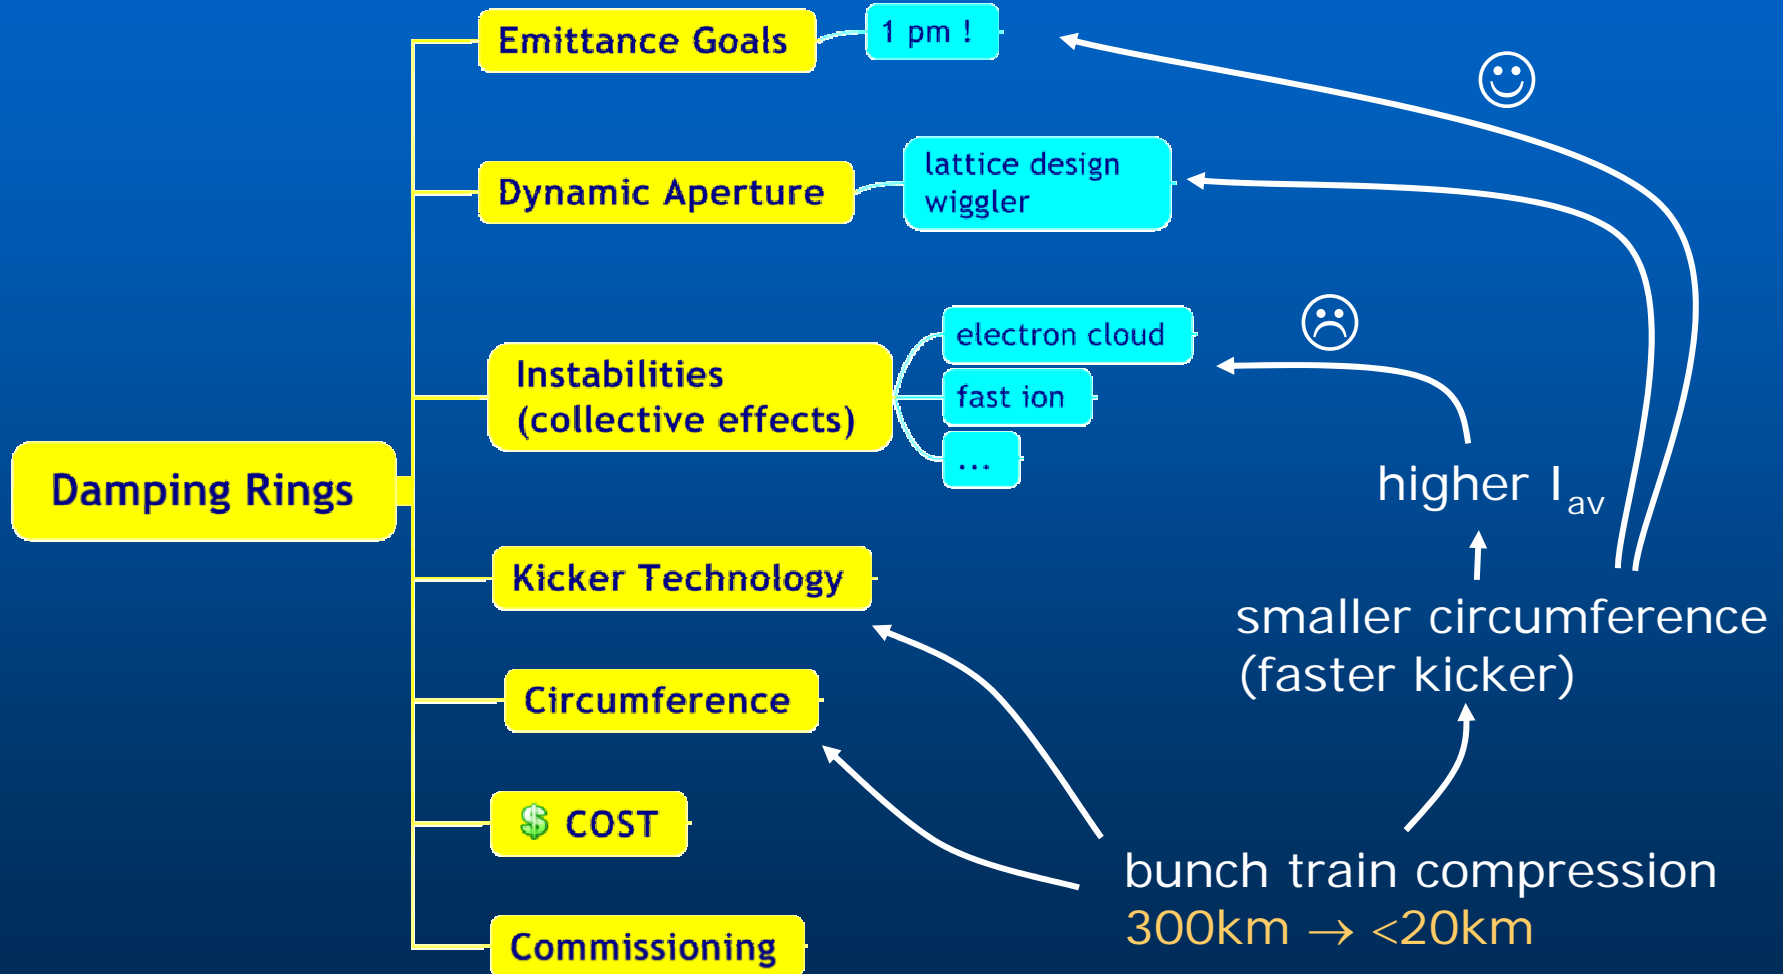 Damping Rings
Emittance Goals
1 pm !
Dynamic Aperture
lattice design
wiggler
Instabilities
(collective effects)
electron cloud
fast ion
...
Kicker Technology
Circumference
$ COST
Commissioning
higher I_av
smaller circumference
(faster kicker)
bunch train compression
300km → <20km